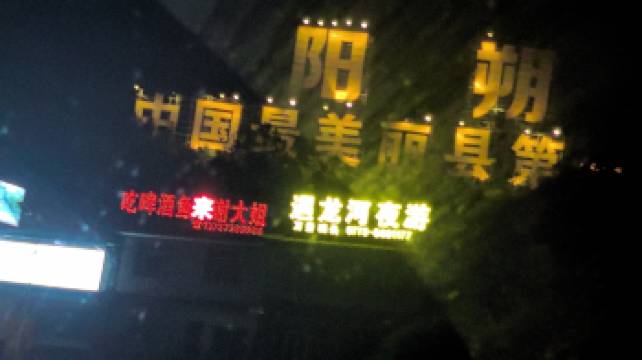 阳朔
中国最美丽县第
吃啤酒鱼来谢大姐 遇龙河夜游